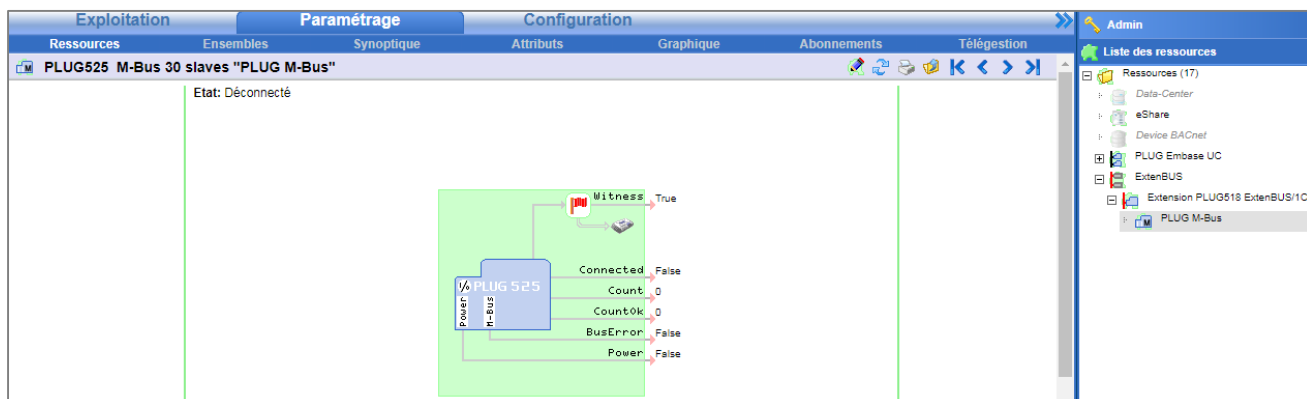 Exploitation Paramétrage Configuration
Ressources Ensembles Synoptique Attributs Graphique Abonnements Télégestion
PLUG525 M-Bus 30 slaves "PLUG M-Bus"
Etat: Déconnecté
Witness True
Connected False
Count 0
CountOk 0
BusError False
Power False
PLUG 525
I/O
Power
M-Bus
Admin
Liste des ressources
Ressources (17)
Data-Center
eShare
Device BACnet
PLUG Embase UC
ExtenBUS
Extension PLUG518 ExtenBUS/1C
PLUG M-Bus